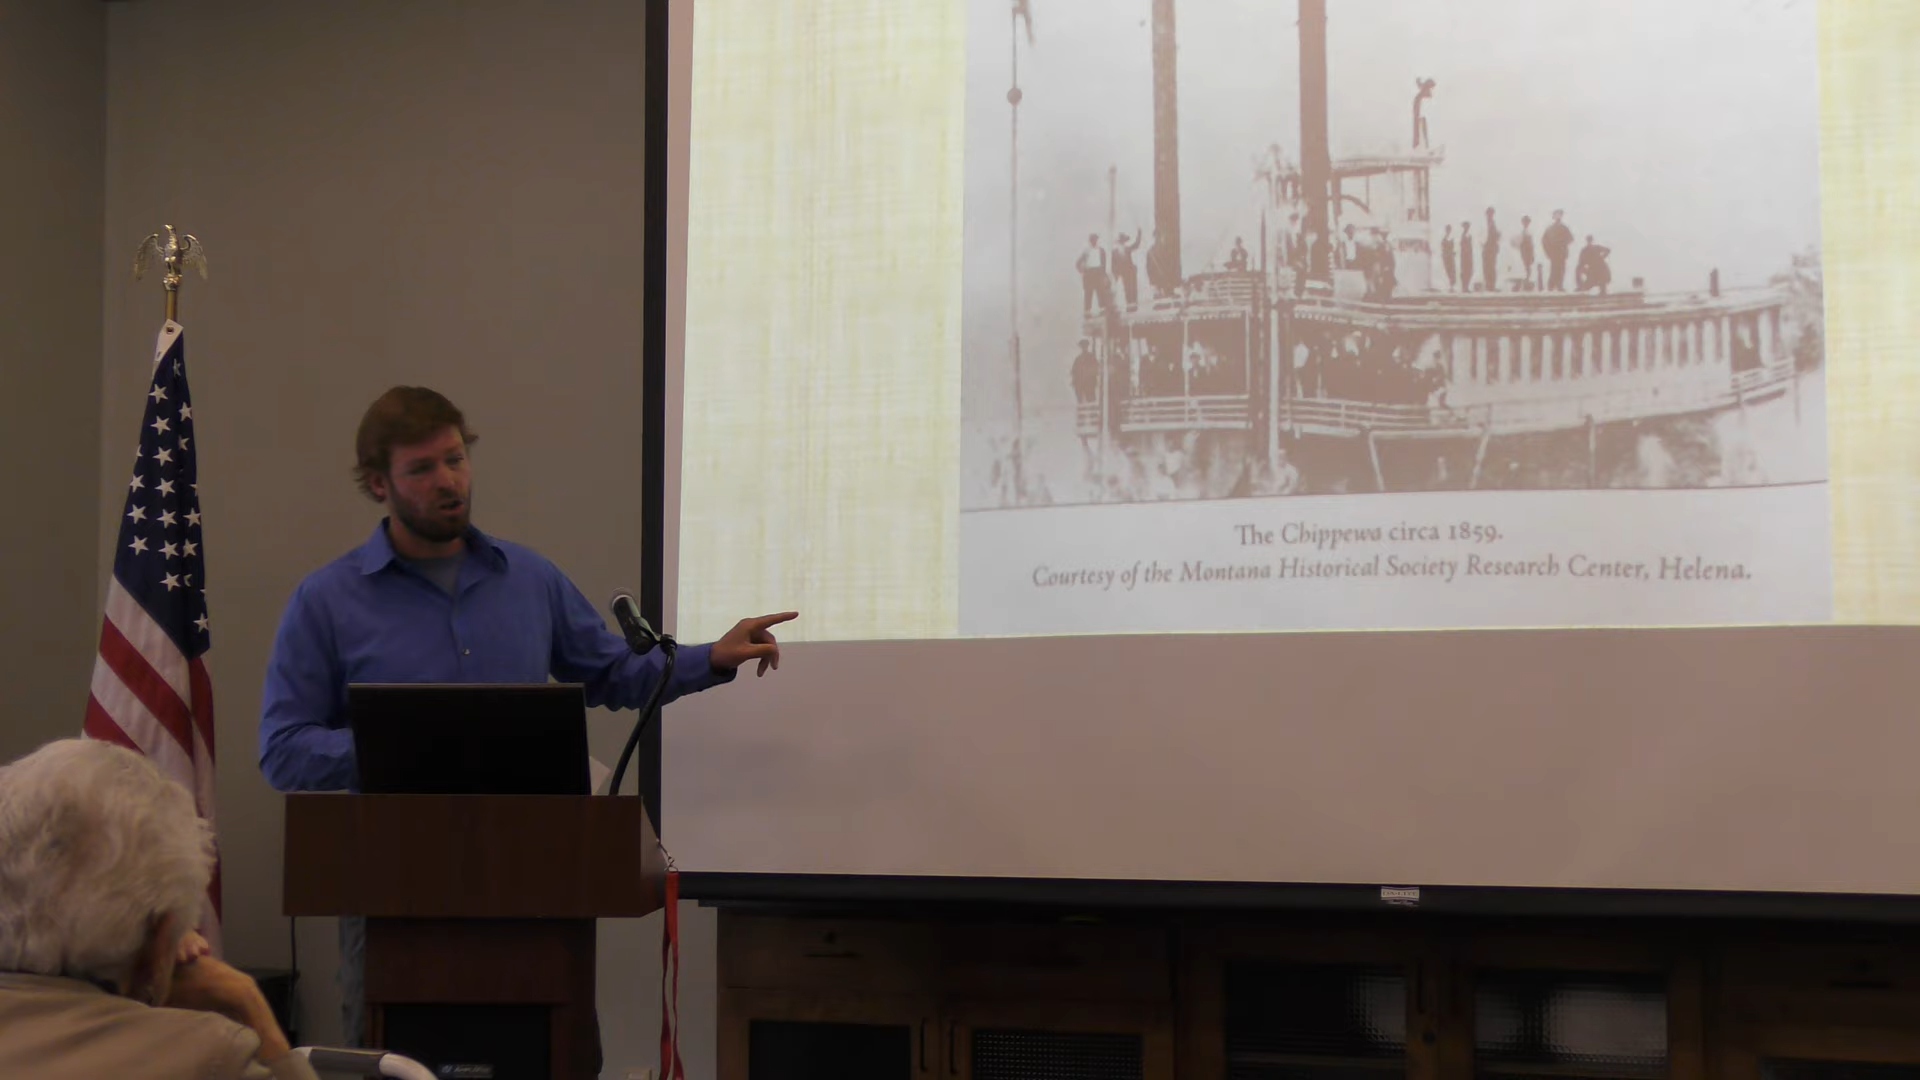 The Chippewa circa 1859.
Courtesy of the Montana Historical Society Research Center, Helena.